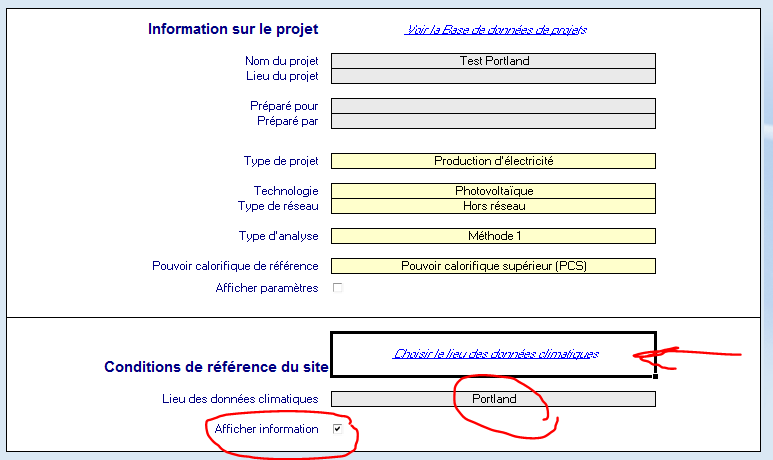 Information sur le projet Voir la Base de données de projets
Nom du projet Test Portland
Lieu du projet
Préparé pour
Préparé par
Type de projet Production d'électricité
Technologie Photovoltaïque
Type de réseau Hors réseau
Type d'analyse Méthode 1
Pouvoir calorifique de référence Pouvoir calorifique supérieur (PCS)
Afficher paramètres
Choisir le lieu des données climatiques
Conditions de référence du site
Lieu des données climatiques Portland
Afficher information